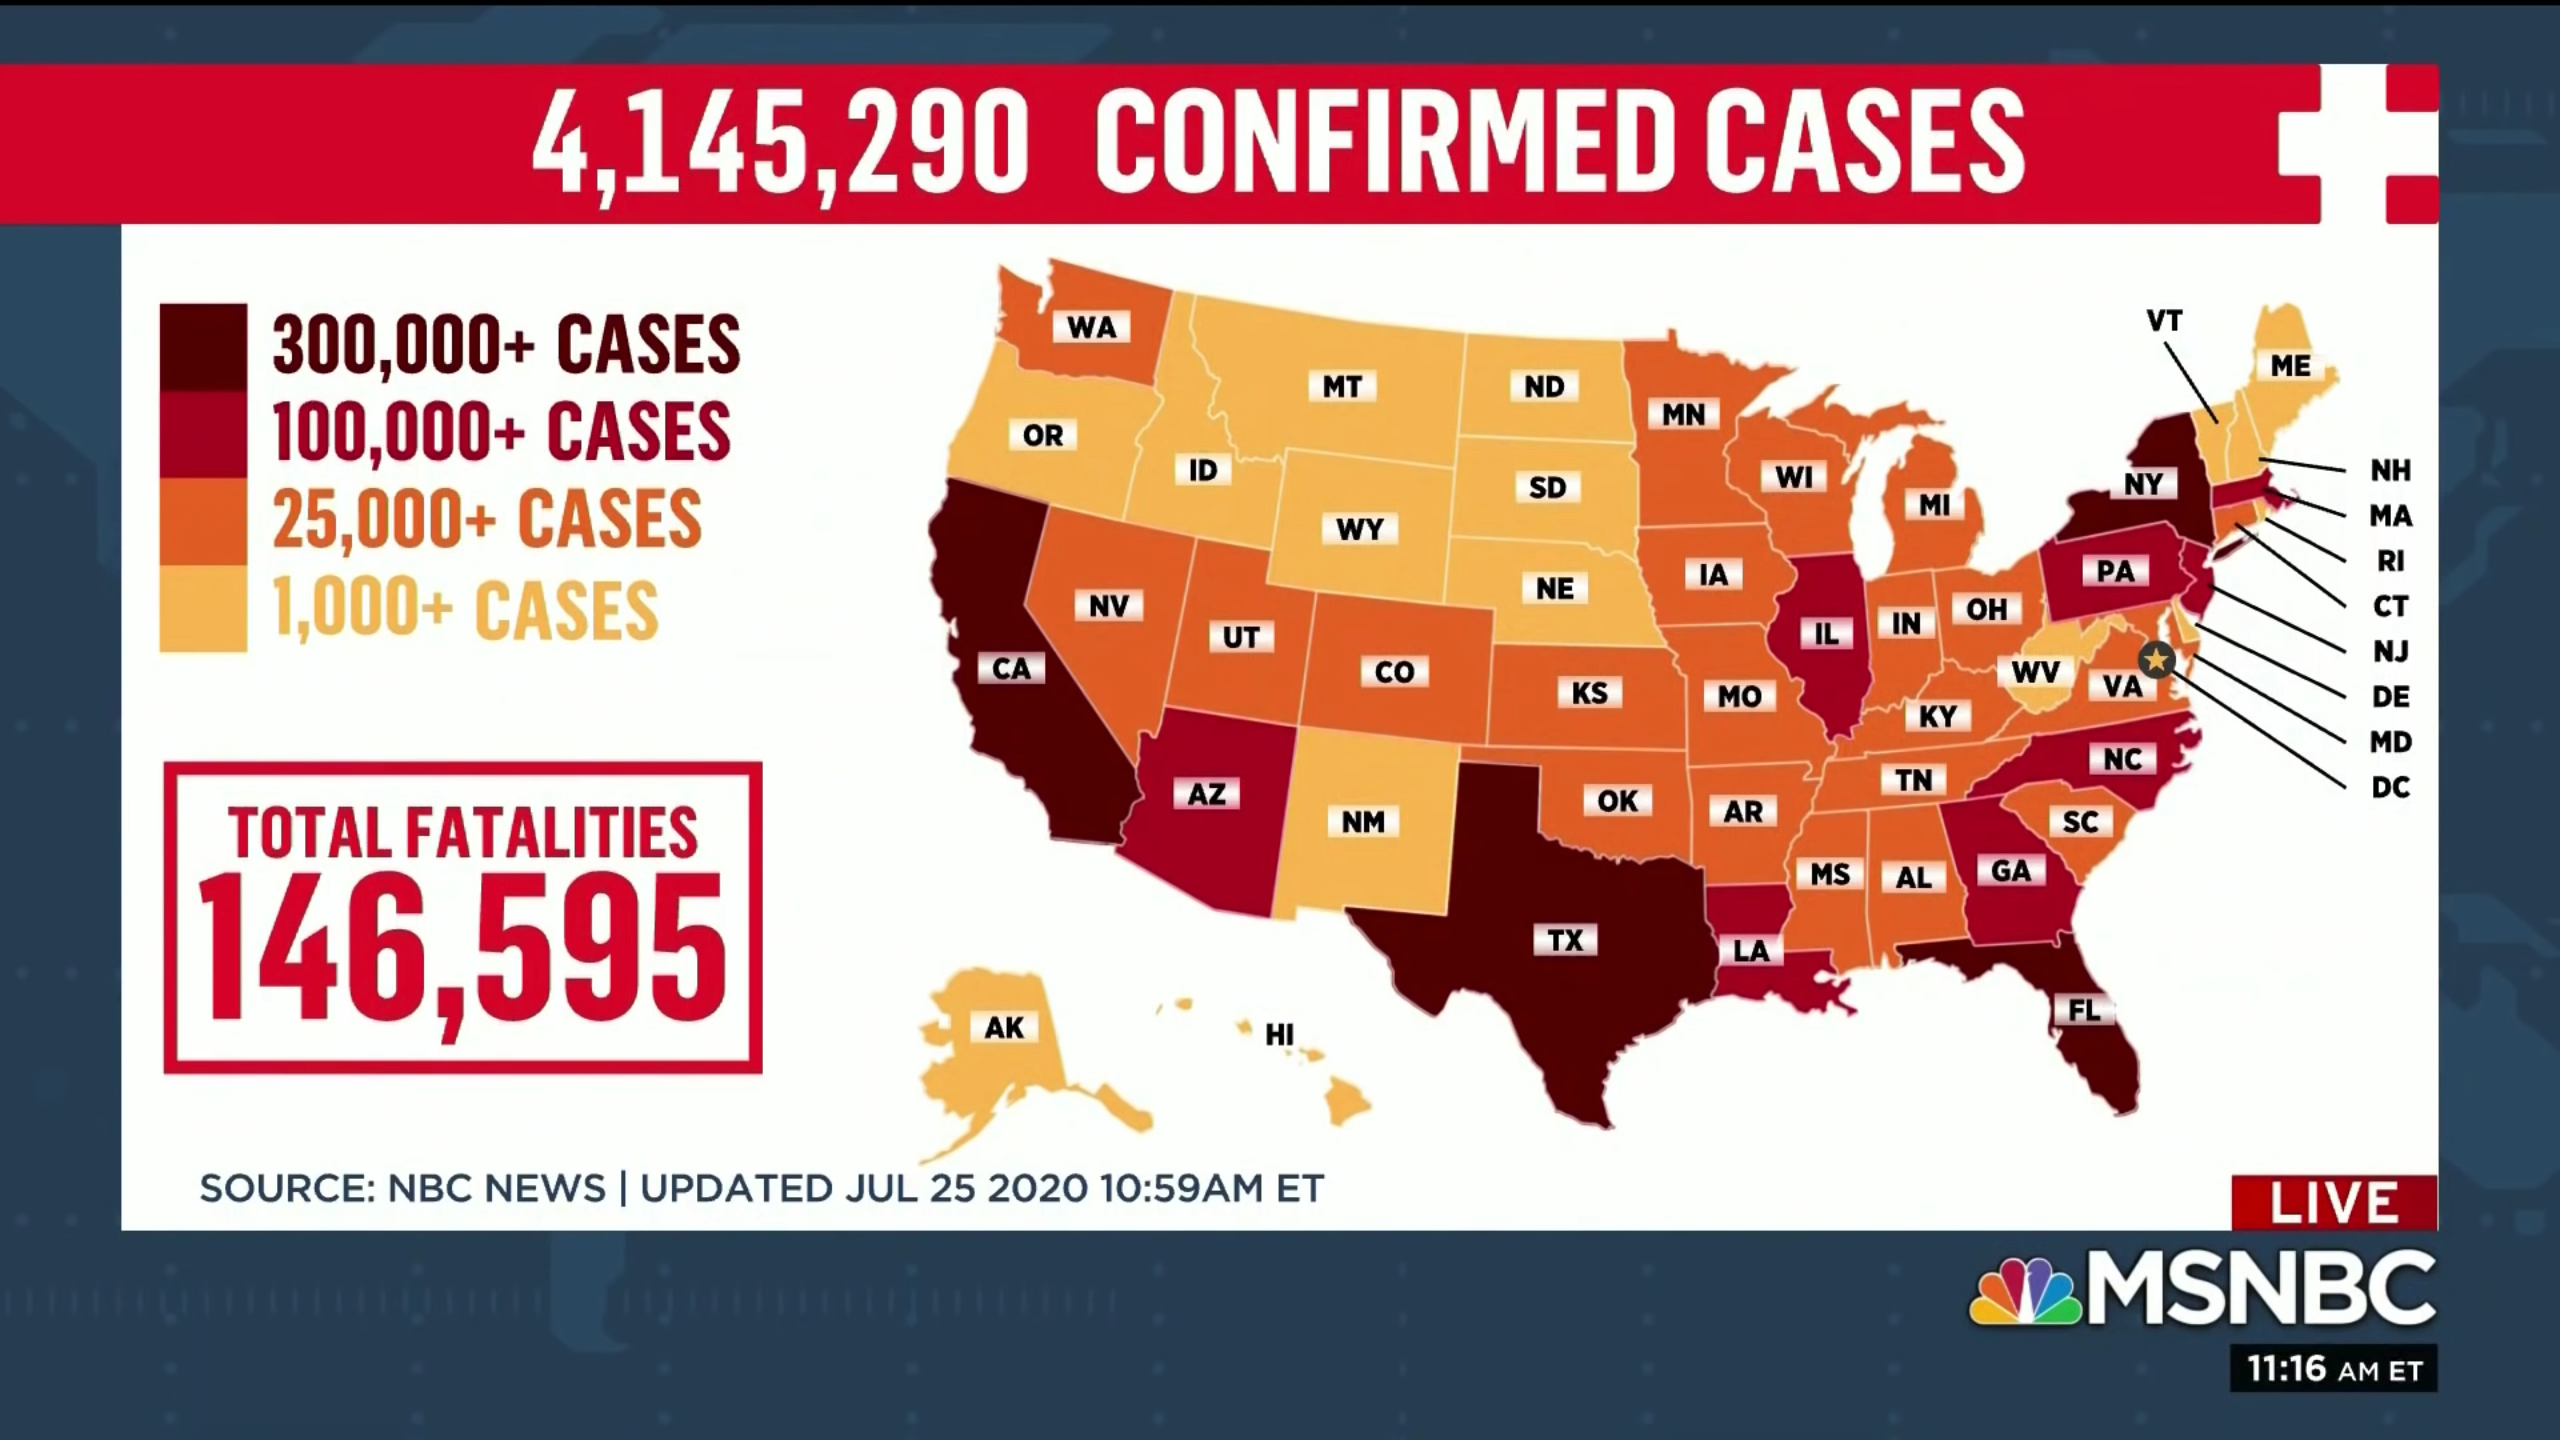 4,145,290 CONFIRMED CASES
300,000+ CASES
100,000+ CASES
25,000+ CASES
1,000+ CASES
TOTAL FATALITIES
146,595
WA
OR
ID
MT
ND
MN
WI
MI
SD
WY
NE
IA
NV
UT
CO
CA
KS
MO
IL
IN
OH
PA
NY
VT
ME
NH
MA
RI
CT
NJ
DE
MD
DC
WV
VA
KY
NC
TN
SC
AZ
NM
OK
AR
MS
AL
GA
TX
LA
FL
AK
HI
SOURCE: NBC NEWS | UPDATED JUL 25 2020 10:59AM ET
LIVE
MSNBC
11:16 AM ET